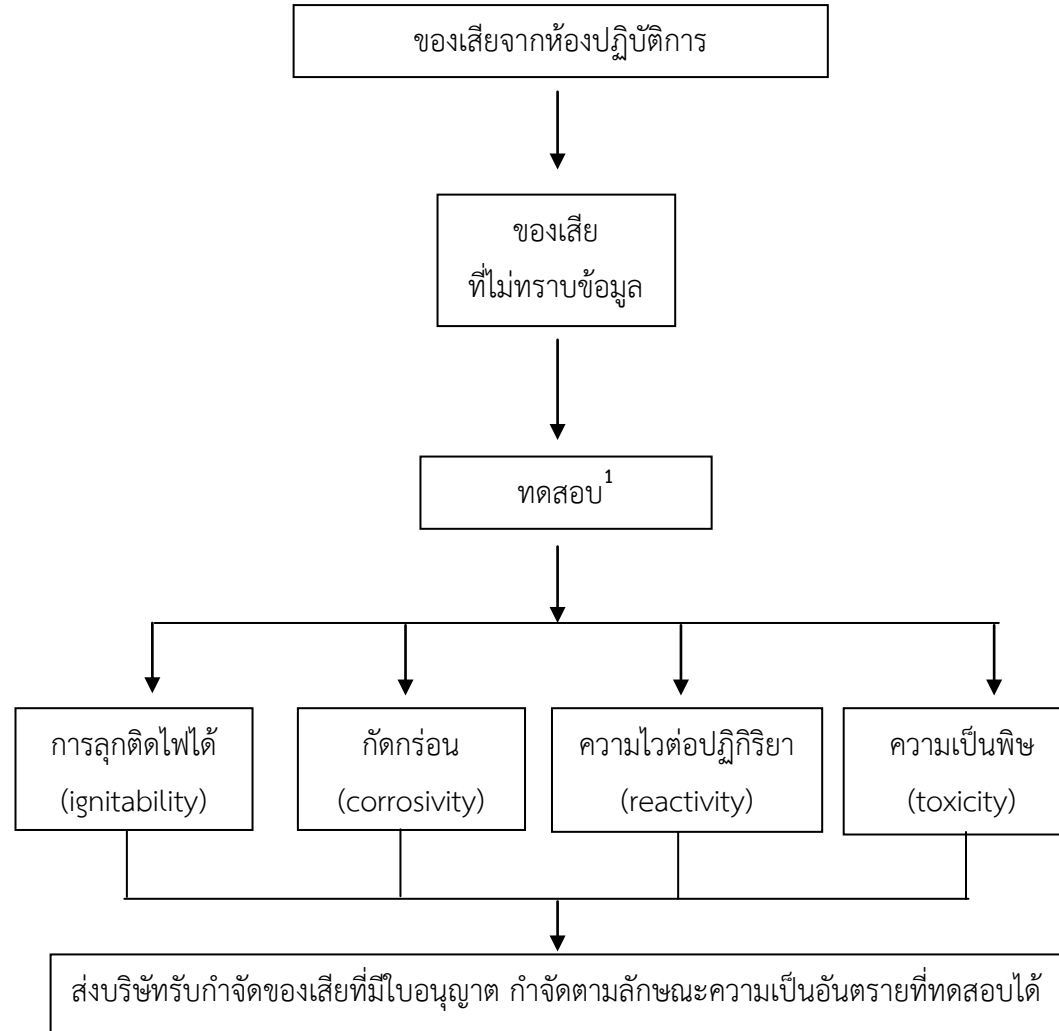 ของเสียจากห้องปฏิบัติการ
ของเสีย
ที่ไม่ทราบข้อมูล
ทดสอบ¹
การลุกติดไฟได้
(ignitability)
กัดกร่อน
(corrosivity)
ความไวต่อปฏิกิริยา
(reactivity)
ความเป็นพิษ
(toxicity)
ส่งบริษัทรับกำจัดของเสียที่มีใบอนุญาต กำจัดตามลักษณะความเป็นอันตรายที่ทดสอบได้